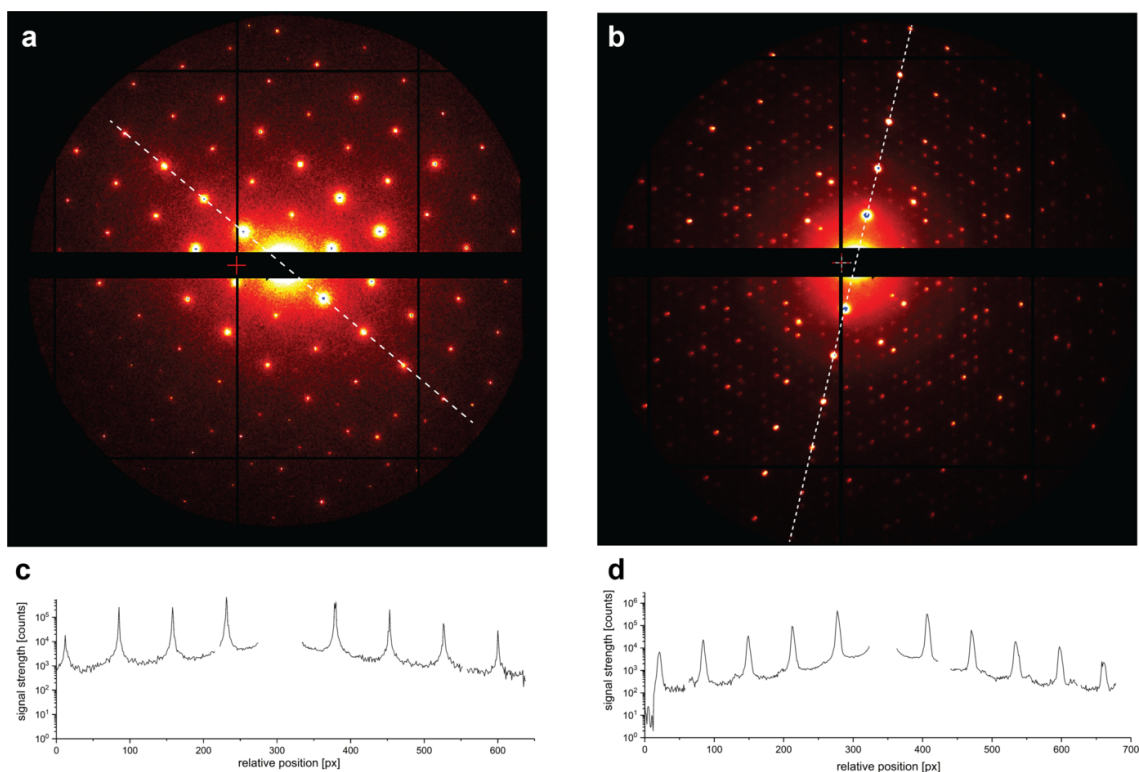 a
b
c
signal strength [counts]
10⁵
10⁴
10³
10²
10¹
10⁰
0 100 200 300 400 500 600
relative position [px]
d
signal strength [counts]
10⁶
10⁵
10⁴
10³
10²
10¹
10⁰
0 100 200 300 400 500 600 700
relative position [px]